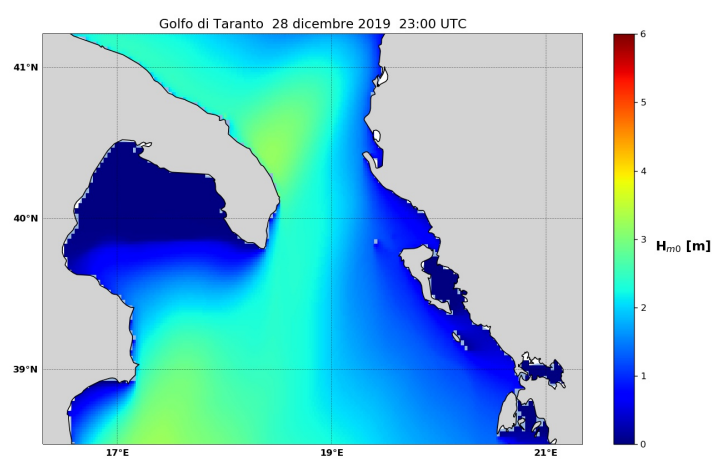 Golfo di Taranto 28 dicembre 2019 23:00 UTC
41°N
40°N
39°N
17°E
19°E
21°E
6
5
4
3
2
1
0
Hm0 [m]